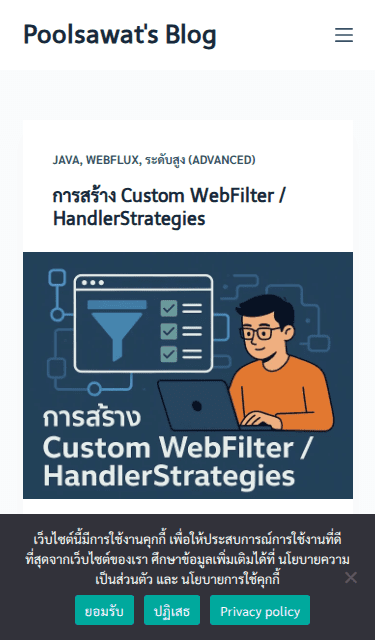 Poolsawat's Blog
JAVA, WEBFLUX, ระดับสูง (ADVANCED)
การสร้าง Custom WebFilter /
HandlerStrategies
การสร้าง
Custom WebFilter /
HandlerStrategies
เว็บไซต์นี้มีการใช้งานคุกกี้ เพื่อให้ประสบการณ์การใช้งานที่ดี
ที่สุดจากเว็บไซต์ของเรา ศึกษาข้อมูลเพิ่มเติมได้ที่ นโยบายความ
เป็นส่วนตัว และ นโยบายการใช้คุกกี้
ยอมรับ ปฏิเสธ Privacy policy